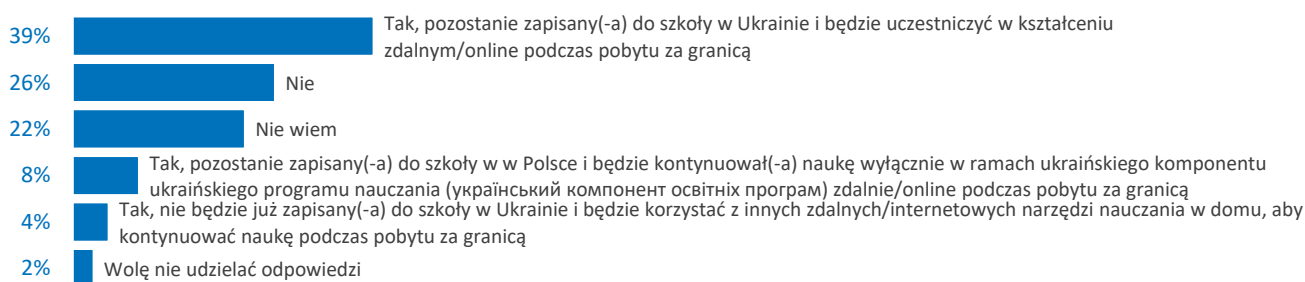 39% Tak, pozostanie zapisany(-a) do szkoły w Ukrainie i będzie uczestniczyć w kształceniu
zdalnym/online podczas pobytu za granicą
26% Nie
22% Nie wiem
8% Tak, pozostanie zapisany(-a) do szkoły w w Polsce i będzie kontynuował(-a) naukę wyłącznie w ramach ukraińskiego komponentu
ukraińskiego programu nauczania (український компонент освітніх програм) zdalnie/online podczas pobytu za granicą
4% Tak, nie będzie już zapisany(-a) do szkoły w Ukrainie i będzie korzystać z innych zdalnych/internetowych narzędzi nauczania w domu, aby
kontynuować naukę podczas pobytu za granicą
2% Wolę nie udzielać odpowiedzi